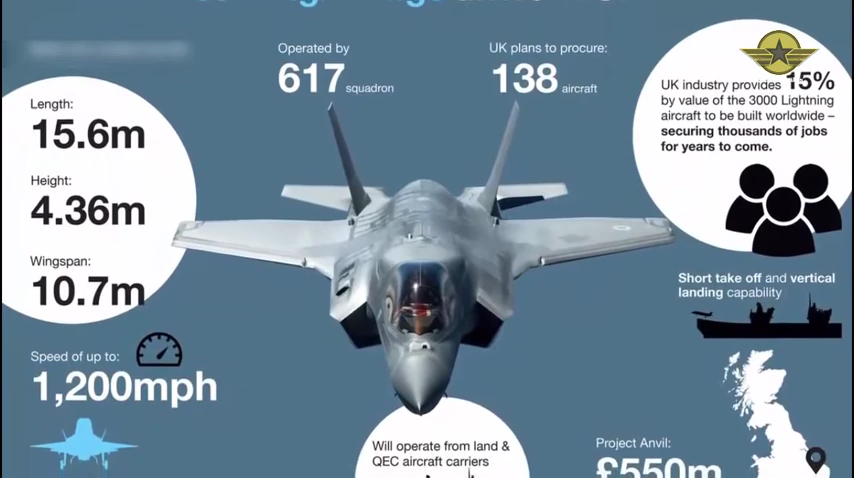 Operated by
617 squadron
UK plans to procure:
138 aircraft
UK industry provides 15%
by value of the 3000 Lightning
aircraft to be built worldwide –
securing thousands of jobs
for years to come.
Length:
15.6m
Height:
4.36m
Wingspan:
10.7m
Short take off and vertical
landing capability
Speed of up to:
1,200mph
Will operate from land &
QEC aircraft carriers
Project Anvil:
£550m